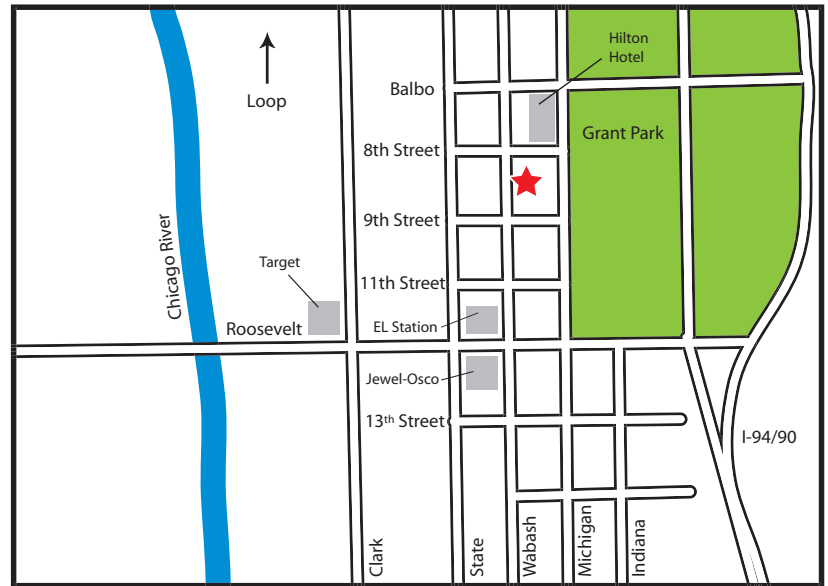 Hilton
Hotel
Balbo
Loop
8th Street
Grant Park
9th Street
Chicago River
Target
11th Street
Roosevelt
EL Station
Jewel-Osco
13th Street
I-94/90
Clark
State
Wabash
Michigan
Indiana